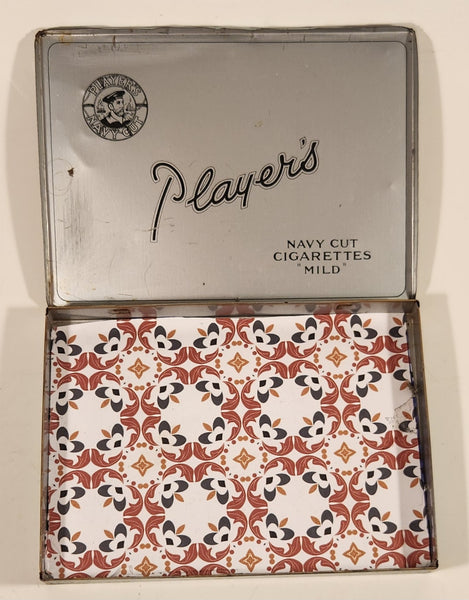 PLAYER'S
NAVY CUT
Player's
NAVY CUT
CIGARETTES
"MILD"